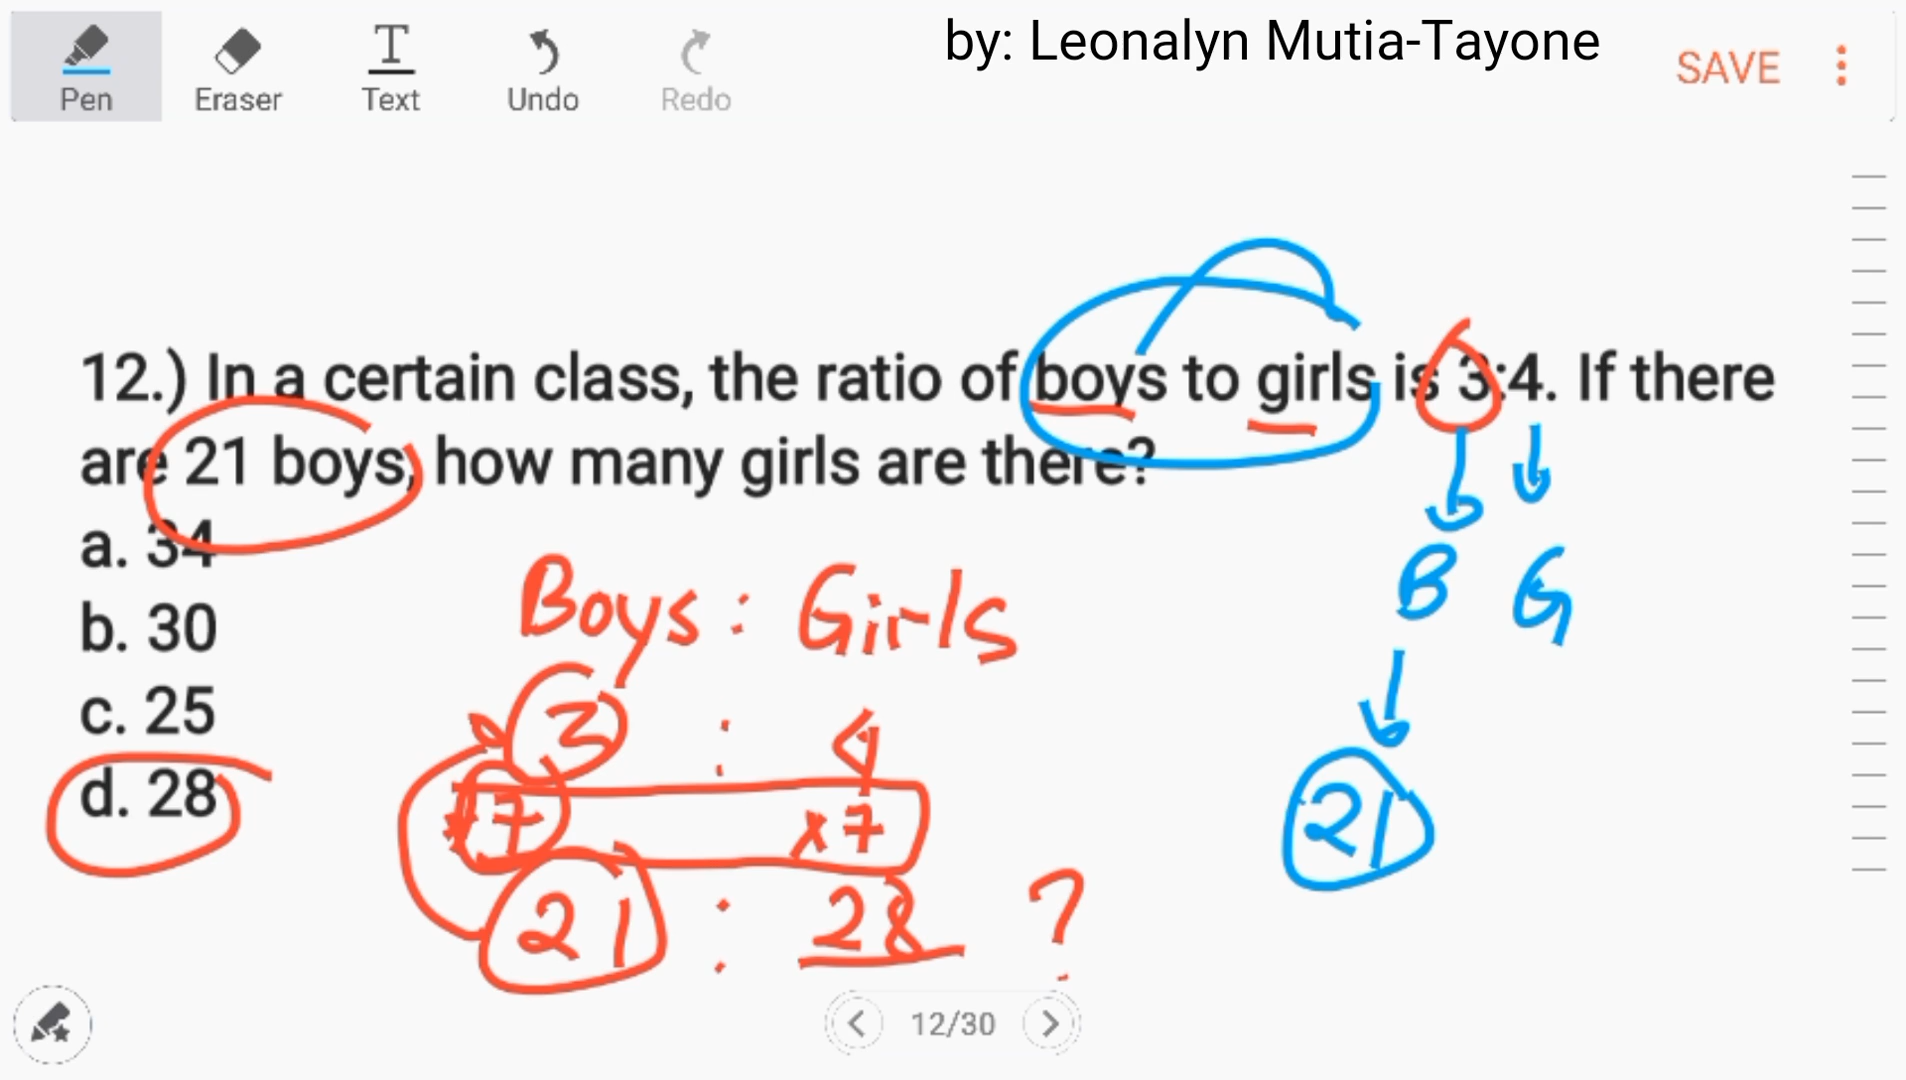 by: Leonalyn Mutia-Tayone
Pen Eraser Text Undo Redo SAVE
12.) In a certain class, the ratio of boys to girls is 3:4. If there
are 21 boys, how many girls are there?
a. 34
b. 30
c. 25
d. 28
Boys : Girls
3 : 4
x7 x7
21 : 28 ?
B G
21
12/30